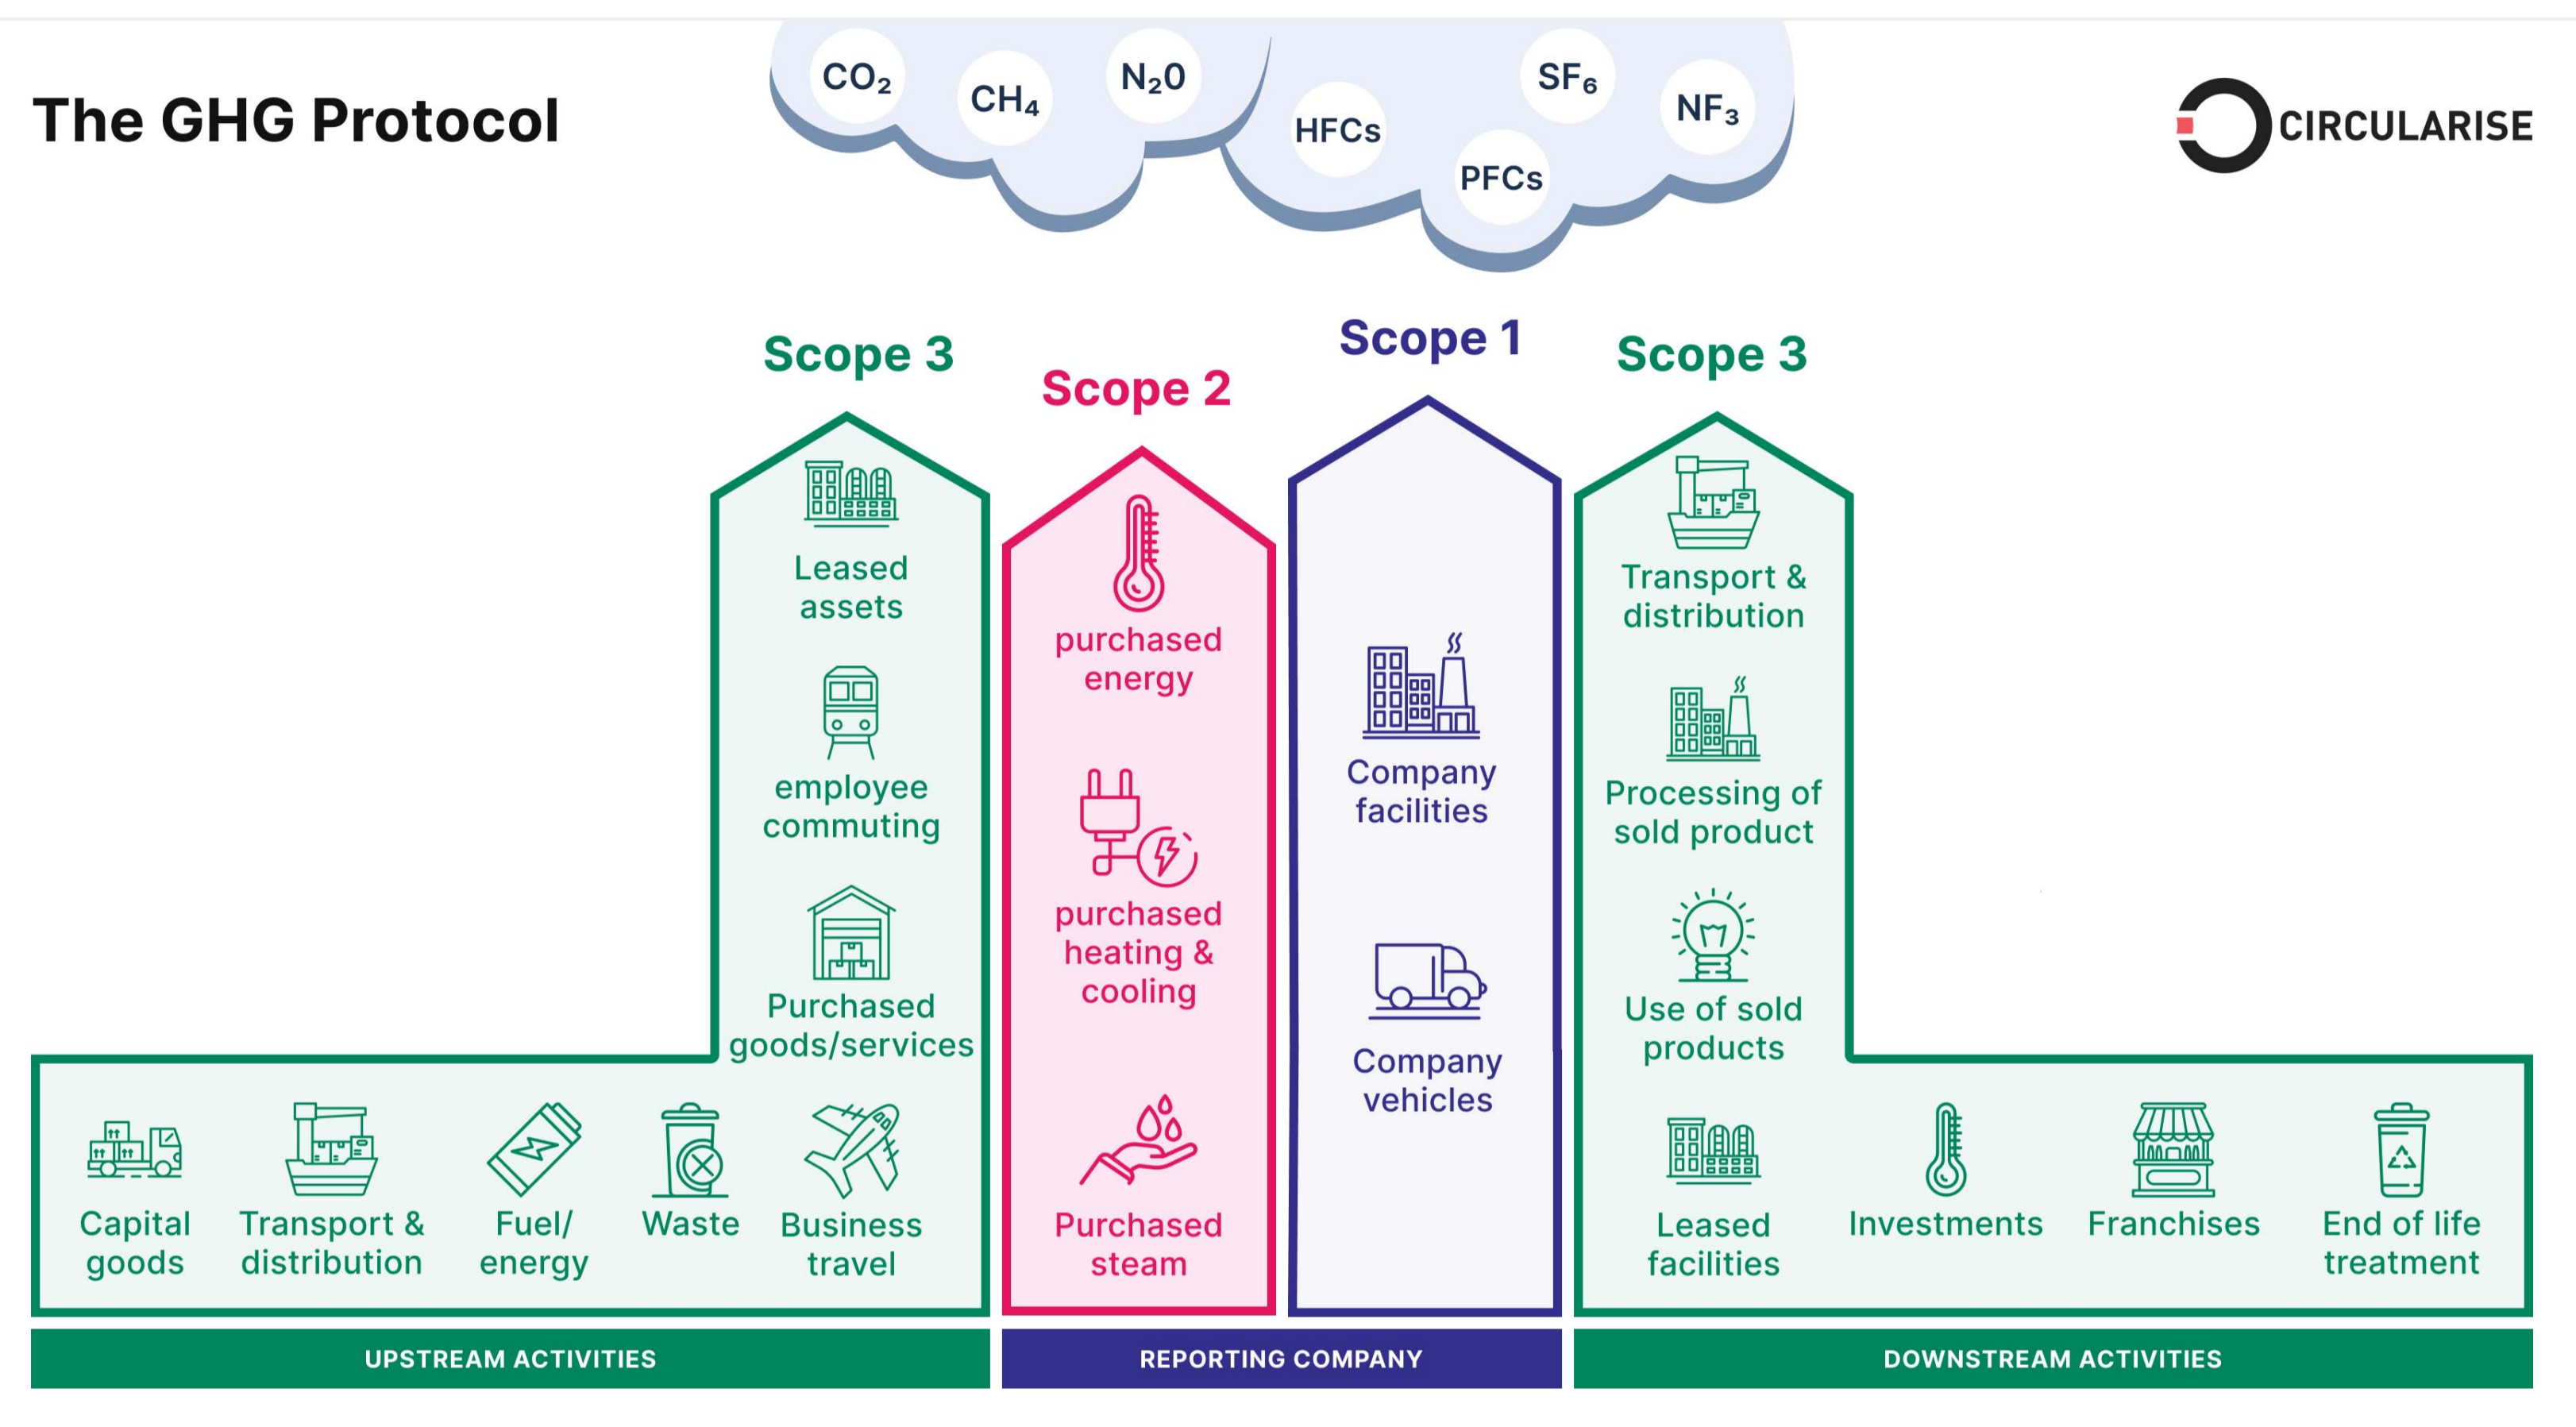 The GHG Protocol
CO₂
CH₄
N₂0
HFCs
PFCs
SF₆
NF₃
CIRCULARISE
Scope 3
Leased
assets
employee
commuting
Purchased
goods/services
Capital
goods
Transport &
distribution
Fuel/
energy
Waste
Business
travel
UPSTREAM ACTIVITIES
Scope 2
purchased
energy
purchased
heating &
cooling
Purchased
steam
Scope 1
Company
facilities
Company
vehicles
REPORTING COMPANY
Scope 3
Transport &
distribution
Processing of
sold product
Use of sold
products
Leased
facilities
Investments
Franchises
End of life
treatment
DOWNSTREAM ACTIVITIES